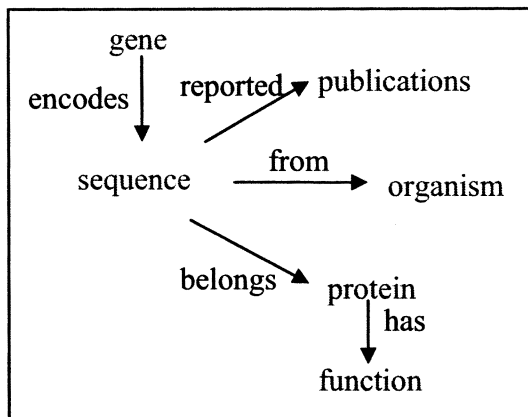 gene
encodes
reported publications
sequence
from
organism
belongs
protein
has
function